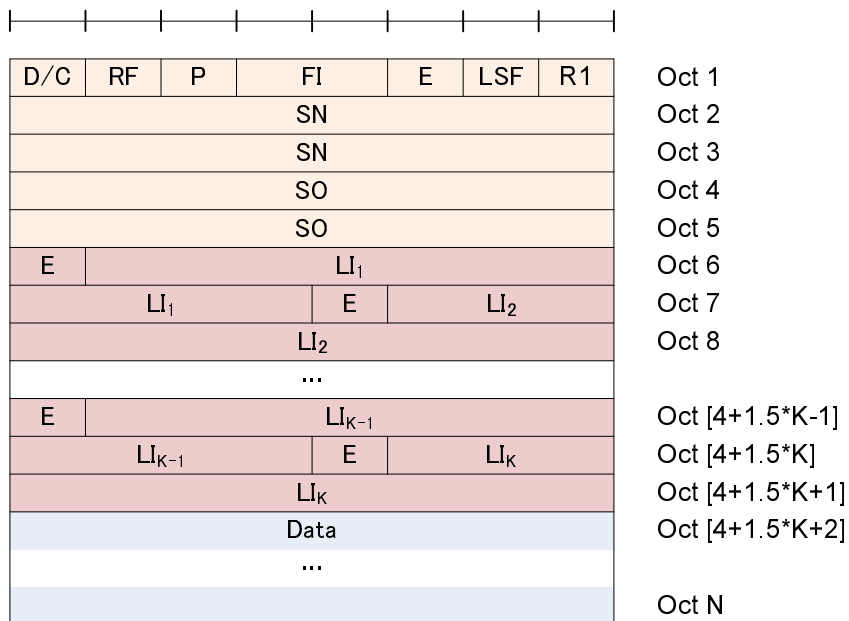 D/C RF P FI E LSF R1 Oct 1
SN Oct 2
SN Oct 3
SO Oct 4
SO Oct 5
E LI1 Oct 6
LI1 E LI2 Oct 7
LI2 Oct 8
...
E LIK-1 Oct [4+1.5*K-1]
LIK-1 E LIK Oct [4+1.5*K]
LIK Oct [4+1.5*K+1]
Data Oct [4+1.5*K+2]
...
Oct N